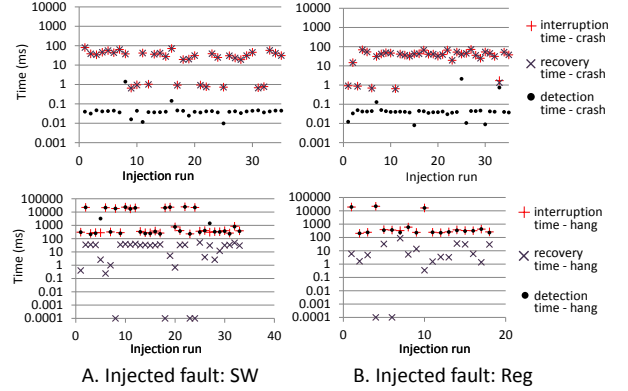 100000
10000
1000
100
10
1
0.1
0.01
0.001
Time (ms)
0 10 20 30
Injection run
100000
10000
1000
100
10
1
0.1
0.01
0.001
0 10 20 30
Injection run
interruption
time - crash
recovery
time - crash
detection
time - crash
100000
10000
1000
100
10
1
0.1
0.01
0.001
0.0001
Time (ms)
0 10 20 30 40
Injection run
100000
10000
1000
100
10
1
0.1
0.01
0.001
0.0001
0 10 20
Injection run
interruption
time - hang
recovery
time - hang
detection
time - hang
A. Injected fault: SW
B. Injected fault: Reg